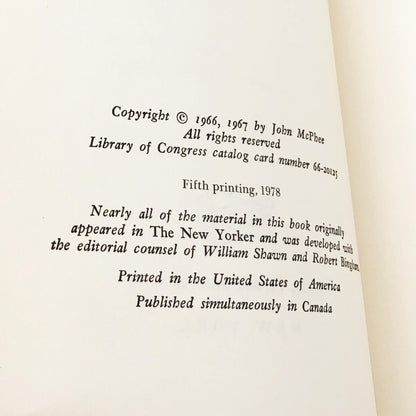 Copyright © 1966, 1967 by John McPhee
All rights reserved
Library of Congress catalog card number 66-20125
Fifth printing, 1978
Nearly all of the material in this book originally
appeared in The New Yorker and was developed with
the editorial counsel of William Shawn and Robert Bingham.
Printed in the United States of America
Published simultaneously in Canada